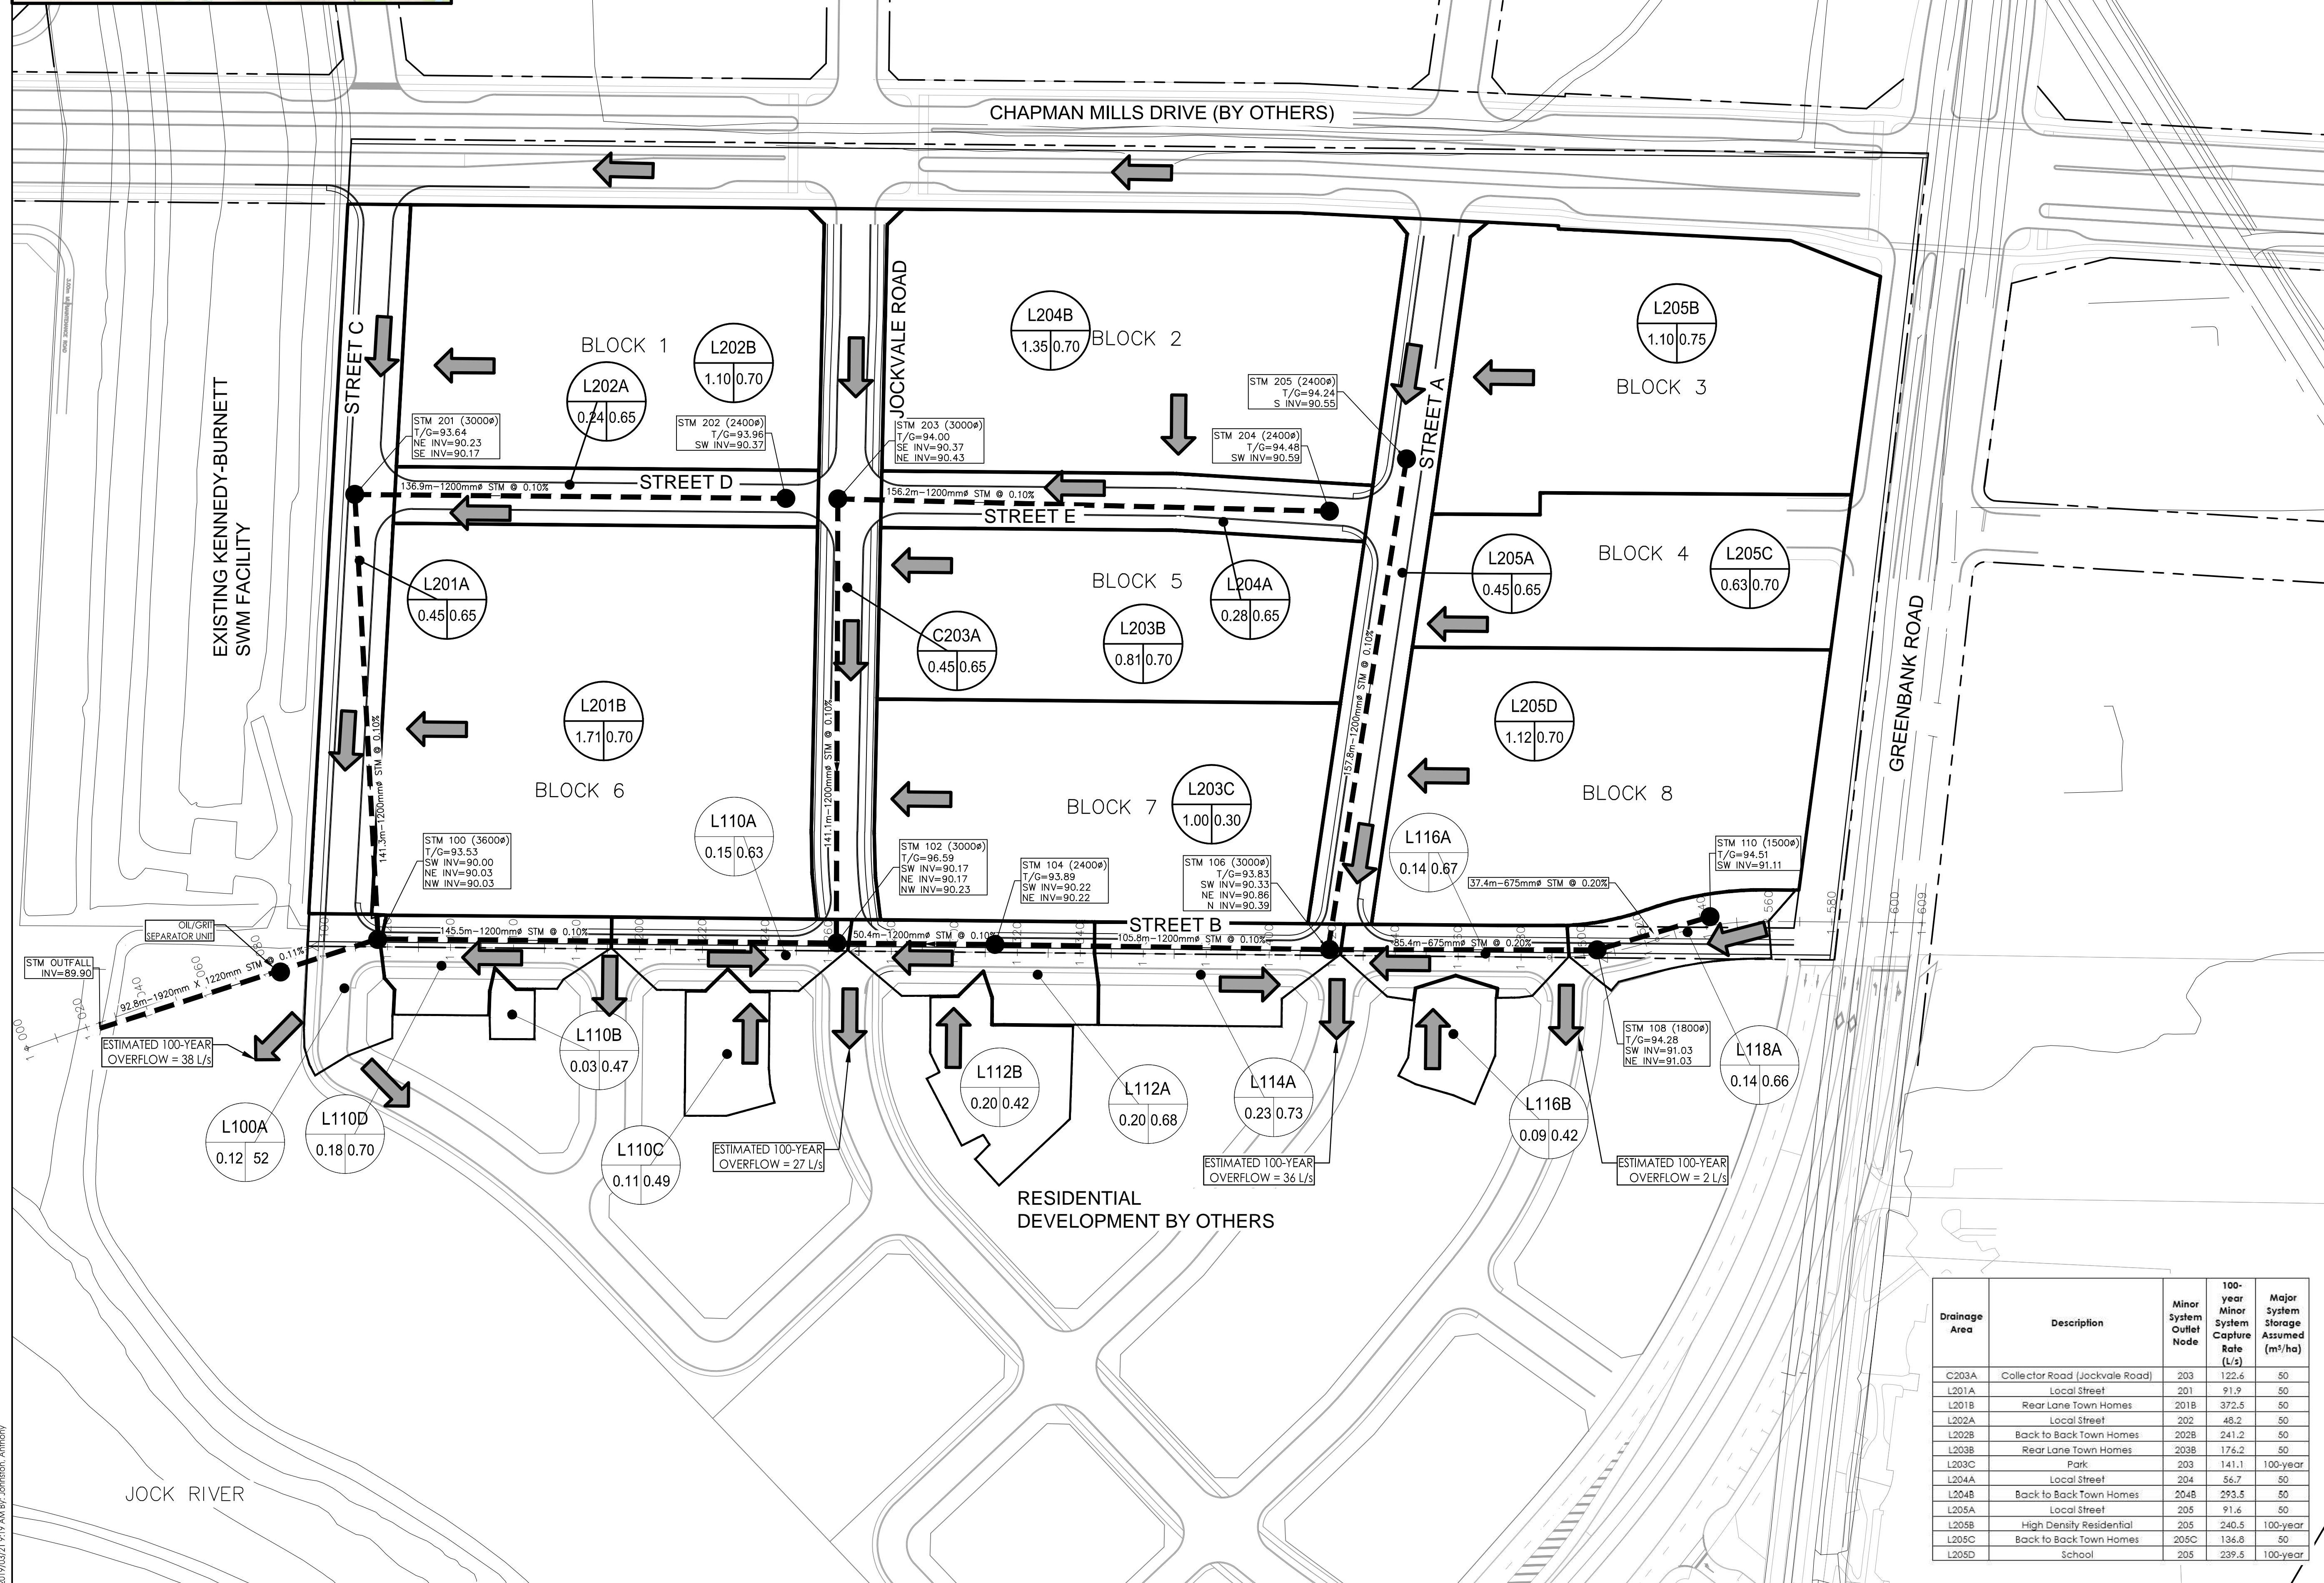 CHAPMAN MILLS DRIVE (BY OTHERS)
STREET C
JOCKVALE ROAD
STREET A
GREENBANK ROAD
EXISTING KENNEDY-BURNETT
SWM FACILITY
BLOCK 1
L202B
1.10 0.70
L202A
0.24 0.65
L204B
1.35 0.70
BLOCK 2
L205B
1.10 0.75
BLOCK 3
STM 201 (3000ø)
T/G=93.64
NE INV=90.23
SE INV=90.17
STM 202 (2400ø)
T/G=93.96
SW INV=90.37
STM 203 (3000ø)
T/G=94.00
SE INV=90.37
NE INV=90.43
STM 205 (2400ø)
T/G=94.24
S INV=90.55
STM 204 (2400ø)
T/G=94.48
SW INV=90.59
136.9m-1200mmø STM @ 0.10%
STREET D
156.2m-1200mmø STM @ 0.10%
STREET E
L201A
0.45 0.65
C203A
0.45 0.65
BLOCK 5
L203B
0.81 0.70
L204A
0.28 0.65
L205A
0.45 0.65
BLOCK 4
L205C
0.63 0.70
L201B
1.71 0.70
BLOCK 6
141.3m-1200mmø STM @ 0.10%
141.1m-1200mmø STM @ 0.10%
157.8m-1200mmø STM @ 0.10%
L110A
0.15 0.63
BLOCK 7
L203C
1.00 0.30
L205D
1.12 0.70
BLOCK 8
L116A
0.14 0.67
STM 100 (3600ø)
T/G=93.53
SW INV=90.00
NE INV=90.03
NW INV=90.03
STM 102 (3000ø)
T/G=96.59
SW INV=90.17
NE INV=90.17
NW INV=90.23
STM 104 (2400ø)
T/G=93.89
SW INV=90.22
NE INV=90.22
STM 106 (3000ø)
T/G=93.83
SW INV=90.33
NE INV=90.86
N INV=90.39
STM 110 (1500ø)
T/G=94.51
SW INV=91.11
37.4m-675mmø STM @ 0.20%
OIL/GRIT
SEPARATOR UNIT
STREET B
145.5m-1200mmø STM @ 0.10%
50.4m-1200mmø STM @ 0.10%
105.8m-1200mmø STM @ 0.10%
85.4m-675mmø STM @ 0.20%
STM OUTFALL
INV=89.90
92.8m-1920mm X 1220mm STM @ 0.11%
ESTIMATED 100-YEAR
OVERFLOW = 38 L/s
L110B
0.03 0.47
L112B
0.20 0.42
L112A
0.20 0.68
L114A
0.23 0.73
L116B
0.09 0.42
STM 108 (1800ø)
T/G=94.28
SW INV=91.03
NE INV=91.03
L118A
0.14 0.66
L100A
0.12 52
L110D
0.18 0.70
L110C
0.11 0.49
ESTIMATED 100-YEAR
OVERFLOW = 27 L/s
ESTIMATED 100-YEAR
OVERFLOW = 36 L/s
ESTIMATED 100-YEAR
OVERFLOW = 2 L/s
RESIDENTIAL
DEVELOPMENT BY OTHERS
JOCK RIVER
2019/03/21 9:19 AM By: Johnston, Anthony
Drainage Area | Description | Minor System Outlet Node | 100-year Minor System Capture Rate (L/s) | Major System Storage Assumed (m³/ha)
C203A Collector Road (Jockvale Road) 203 122.6 50
L201A Local Street 201 91.9 50
L201B Rear Lane Town Homes 201B 372.5 50
L202A Local Street 202 48.2 50
L202B Back to Back Town Homes 202B 241.2 50
L203B Rear Lane Town Homes 203B 176.2 50
L203C Park 203 141.1 100-year
L204A Local Street 204 56.7 50
L204B Back to Back Town Homes 204B 293.5 50
L205A Local Street 205 91.6 50
L205B High Density Residential 205 240.5 100-year
L205C Back to Back Town Homes 205C 136.8 50
L205D School 205 239.5 100-year